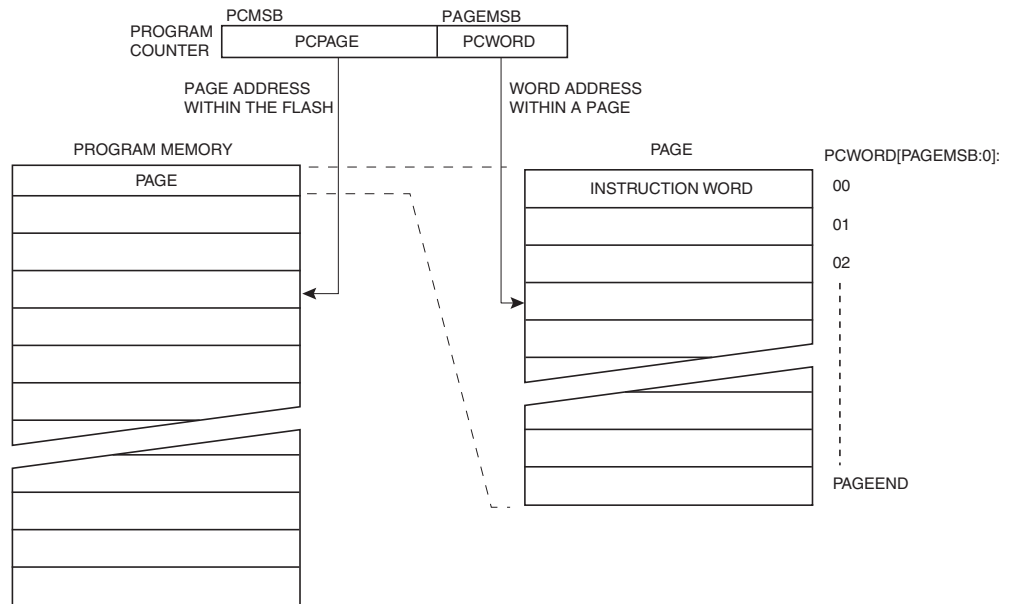 PCMSB
PAGEMSB
PROGRAM
COUNTER
PCPAGE
PCWORD
PAGE ADDRESS
WITHIN THE FLASH
WORD ADDRESS
WITHIN A PAGE
PROGRAM MEMORY
PAGE
PAGE
PCWORD[PAGEMSB:0]:
INSTRUCTION WORD
00
01
02
PAGEEND